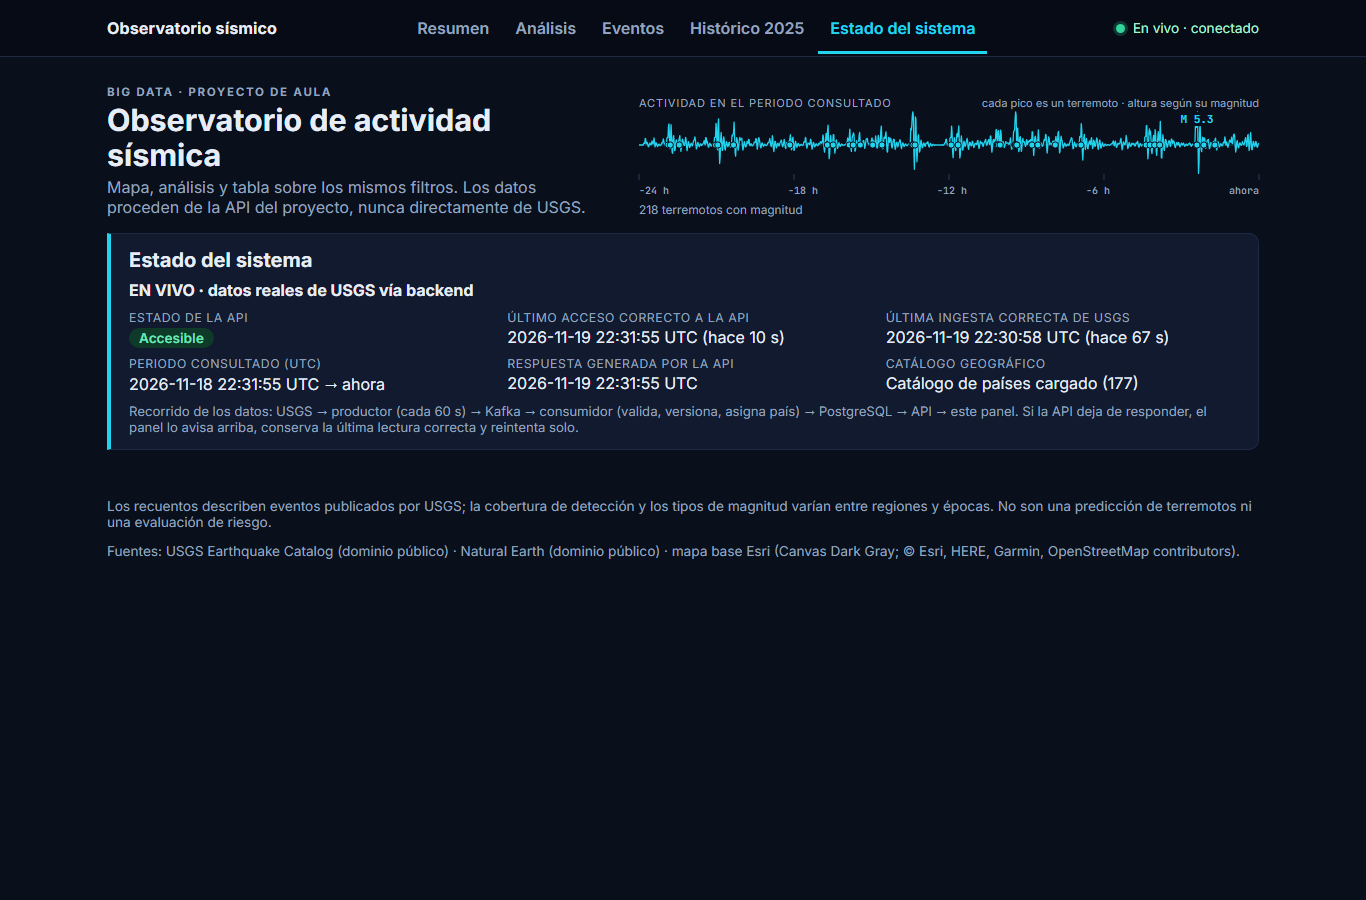 Observatorio sísmico
Resumen
Análisis
Eventos
Histórico 2025
Estado del sistema
En vivo · conectado
BIG DATA · PROYECTO DE AULA
Observatorio de actividad
sísmica
Mapa, análisis y tabla sobre los mismos filtros. Los datos
proceden de la API del proyecto, nunca directamente de USGS.
ACTIVIDAD EN EL PERIODO CONSULTADO
cada pico es un terremoto · altura según su magnitud
M 5.3
-24 h
-18 h
-12 h
-6 h
ahora
218 terremotos con magnitud
Estado del sistema
EN VIVO · datos reales de USGS vía backend
ESTADO DE LA API
Accesible
ÚLTIMO ACCESO CORRECTO A LA API
2026-11-19 22:31:55 UTC (hace 10 s)
ÚLTIMA INGESTA CORRECTA DE USGS
2026-11-19 22:30:58 UTC (hace 67 s)
PERIODO CONSULTADO (UTC)
2026-11-18 22:31:55 UTC → ahora
RESPUESTA GENERADA POR LA API
2026-11-19 22:31:55 UTC
CATÁLOGO GEOGRÁFICO
Catálogo de países cargado (177)
Recorrido de los datos: USGS → productor (cada 60 s) → Kafka → consumidor (valida, versiona, asigna país) → PostgreSQL → API → este panel. Si la API deja de responder, el
panel lo avisa arriba, conserva la última lectura correcta y reintenta solo.
Los recuentos describen eventos publicados por USGS; la cobertura de detección y los tipos de magnitud varían entre regiones y épocas. No son una predicción de terremotos ni
una evaluación de riesgo.
Fuentes: USGS Earthquake Catalog (dominio público) · Natural Earth (dominio público) · mapa base Esri (Canvas Dark Gray; © Esri, HERE, Garmin, OpenStreetMap contributors).